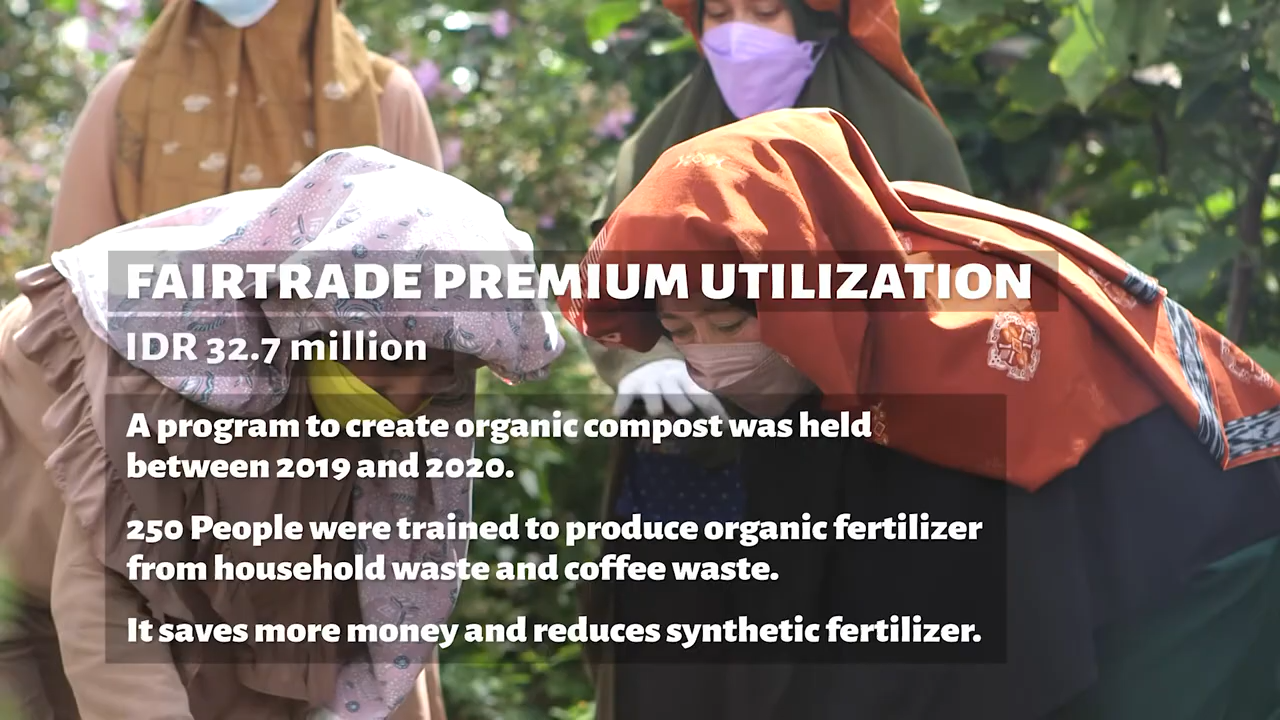 FAIRTRADE PREMIUM UTILIZATION
IDR 32.7 million
A program to create organic compost was held
between 2019 and 2020.
250 People were trained to produce organic fertilizer
from household waste and coffee waste.
It saves more money and reduces synthetic fertilizer.